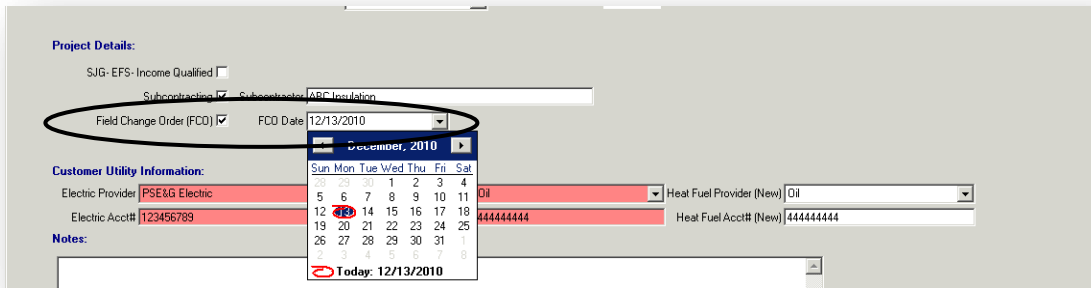 Project Details:
SJG- EFS- Income Qualified
Subcontracting Subcontractor ABC Insulation
Field Change Order (FCO) FCO Date 12/13/2010
December, 2010
Sun Mon Tue Wed Thu Fri Sat
28 29 30 1 2 3 4
5 6 7 8 9 10 11
12 13 14 15 16 17 18
19 20 21 22 23 24 25
26 27 28 29 30 31 1
2 3 4 5 6 7 8
Today: 12/13/2010
Customer Utility Information:
Electric Provider PSE&G Electric Oil Heat Fuel Provider (New) Oil
Electric Acct# 123456789 444444444 Heat Fuel Acct# (New) 444444444
Notes: